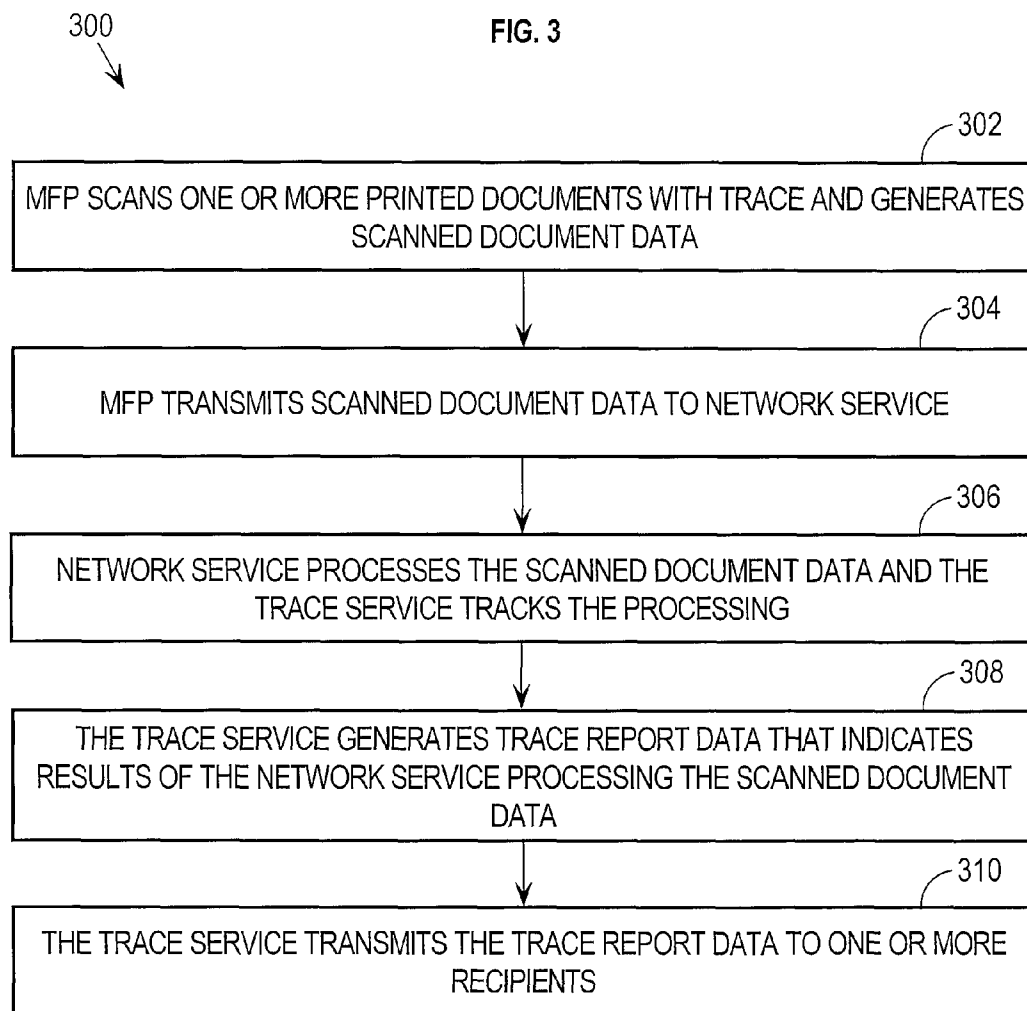 300
FIG. 3
302
MFP SCANS ONE OR MORE PRINTED DOCUMENTS WITH TRACE AND GENERATES
SCANNED DOCUMENT DATA
304
MFP TRANSMITS SCANNED DOCUMENT DATA TO NETWORK SERVICE
306
NETWORK SERVICE PROCESSES THE SCANNED DOCUMENT DATA AND THE
TRACE SERVICE TRACKS THE PROCESSING
308
THE TRACE SERVICE GENERATES TRACE REPORT DATA THAT INDICATES
RESULTS OF THE NETWORK SERVICE PROCESSING THE SCANNED DOCUMENT
DATA
310
THE TRACE SERVICE TRANSMITS THE TRACE REPORT DATA TO ONE OR MORE
RECIPIENTS